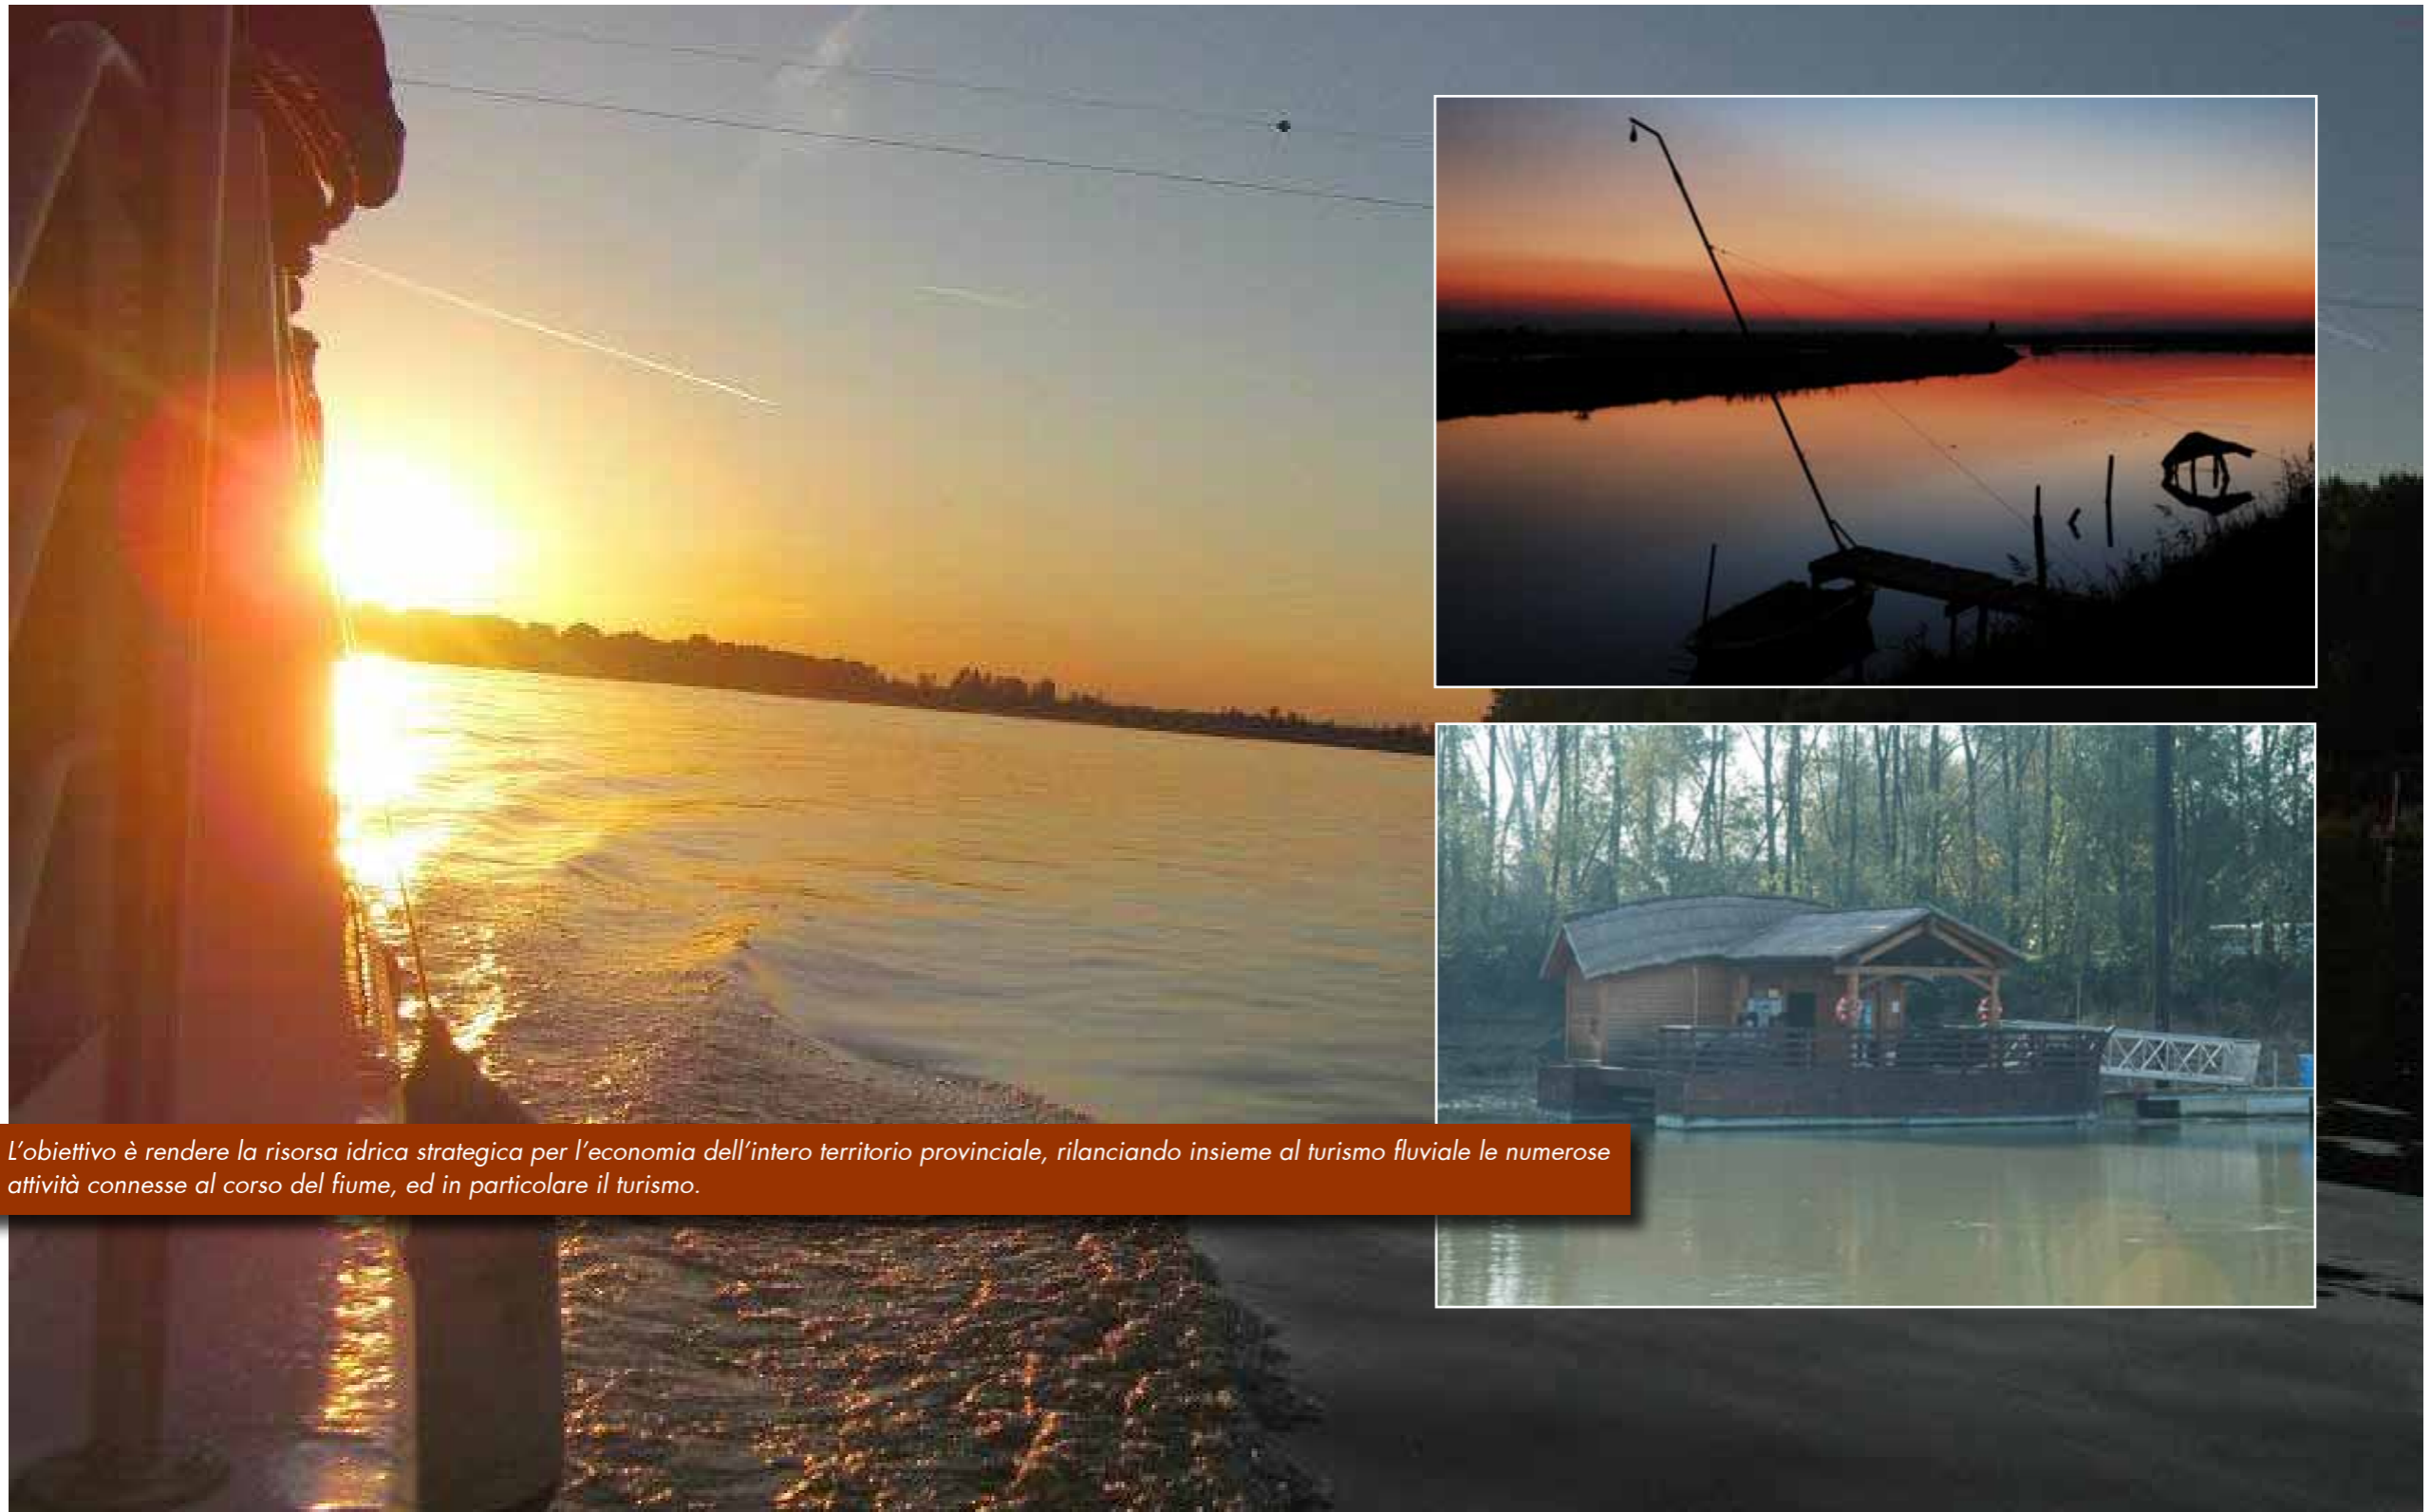 L'obiettivo è rendere la risorsa idrica strategica per l'economia dell'intero territorio provinciale, rilanciando insieme al turismo fluviale le numerose
attività connesse al corso del fiume, ed in particolare il turismo.